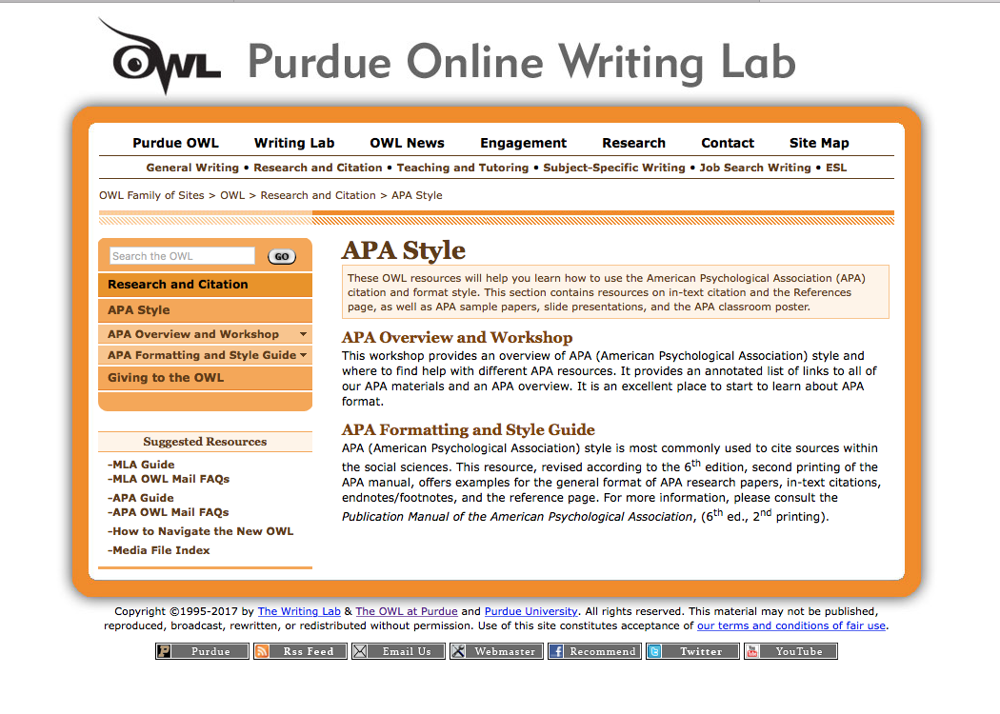 OWL Purdue Online Writing Lab
Purdue OWL Writing Lab OWL News Engagement Research Contact Site Map
General Writing • Research and Citation • Teaching and Tutoring • Subject-Specific Writing • Job Search Writing • ESL
OWL Family of Sites > OWL > Research and Citation > APA Style
Search the OWL GO
Research and Citation
APA Style
APA Overview and Workshop
APA Formatting and Style Guide
Giving to the OWL
Suggested Resources
-MLA Guide
-MLA OWL Mail FAQs
-APA Guide
-APA OWL Mail FAQs
-How to Navigate the New OWL
-Media File Index
APA Style
These OWL resources will help you learn how to use the American Psychological Association (APA)
citation and format style. This section contains resources on in-text citation and the References
page, as well as APA sample papers, slide presentations, and the APA classroom poster.
APA Overview and Workshop
This workshop provides an overview of APA (American Psychological Association) style and
where to find help with different APA resources. It provides an annotated list of links to all of
our APA materials and an APA overview. It is an excellent place to start to learn about APA
format.
APA Formatting and Style Guide
APA (American Psychological Association) style is most commonly used to cite sources within
the social sciences. This resource, revised according to the 6th edition, second printing of the
APA manual, offers examples for the general format of APA research papers, in-text citations,
endnotes/footnotes, and the reference page. For more information, please consult the
Publication Manual of the American Psychological Association, (6th ed., 2nd printing).
Copyright ©1995-2017 by The Writing Lab & The OWL at Purdue and Purdue University. All rights reserved. This material may not be published,
reproduced, broadcast, rewritten, or redistributed without permission. Use of this site constitutes acceptance of our terms and conditions of fair use.
Purdue Rss Feed Email Us Webmaster Recommend Twitter YouTube